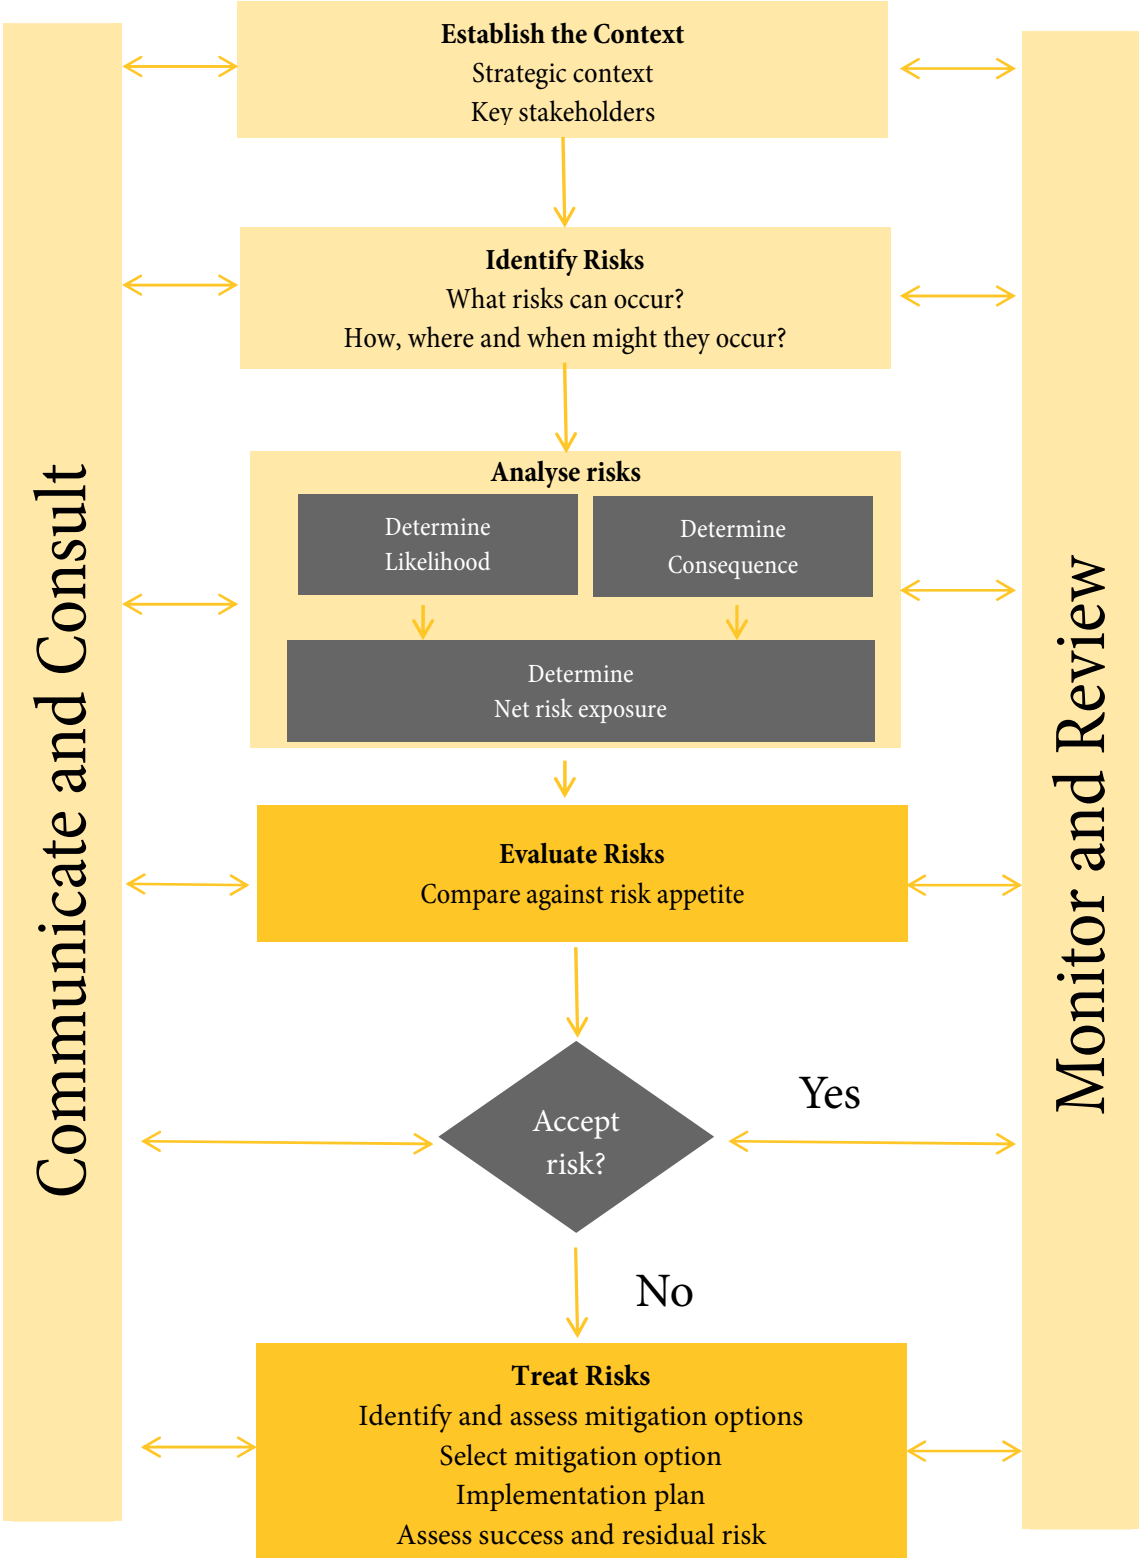 Communicate and Consult
Establish the Context
Strategic context
Key stakeholders
Identify Risks
What risks can occur?
How, where and when might they occur?
Analyse risks
Determine
Likelihood
Determine
Consequence
Determine
Net risk exposure
Evaluate Risks
Compare against risk appetite
Accept
risk?
Yes
No
Treat Risks
Identify and assess mitigation options
Select mitigation option
Implementation plan
Assess success and residual risk
Monitor and Review